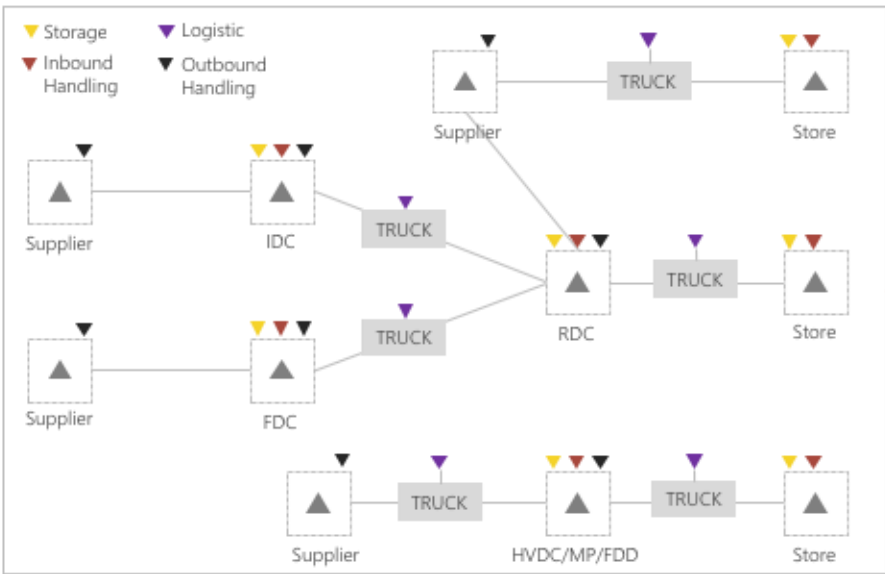 Storage
Logistic
Inbound
Handling
Outbound
Handling
TRUCK
Supplier
Store
TRUCK
Supplier
IDC
TRUCK
RDC
Store
TRUCK
Supplier
FDC
TRUCK
TRUCK
Supplier
HVDC/MP/FDD
Store